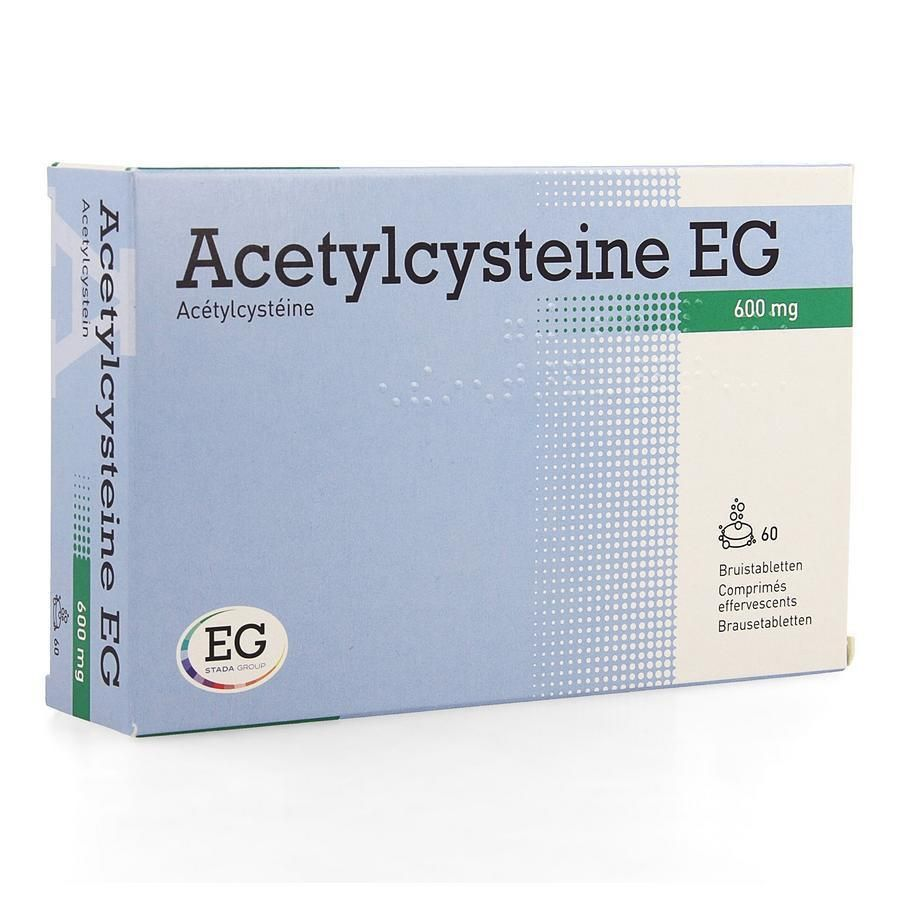 Acetylcysteine EG
Acétylcystéine
600 mg
60
Bruistabletten
Comprimés
effervescents
Brausetabletten
EG
STADA GROUP
Acetylcysteine EG
Acetylcystein
600 mg
60